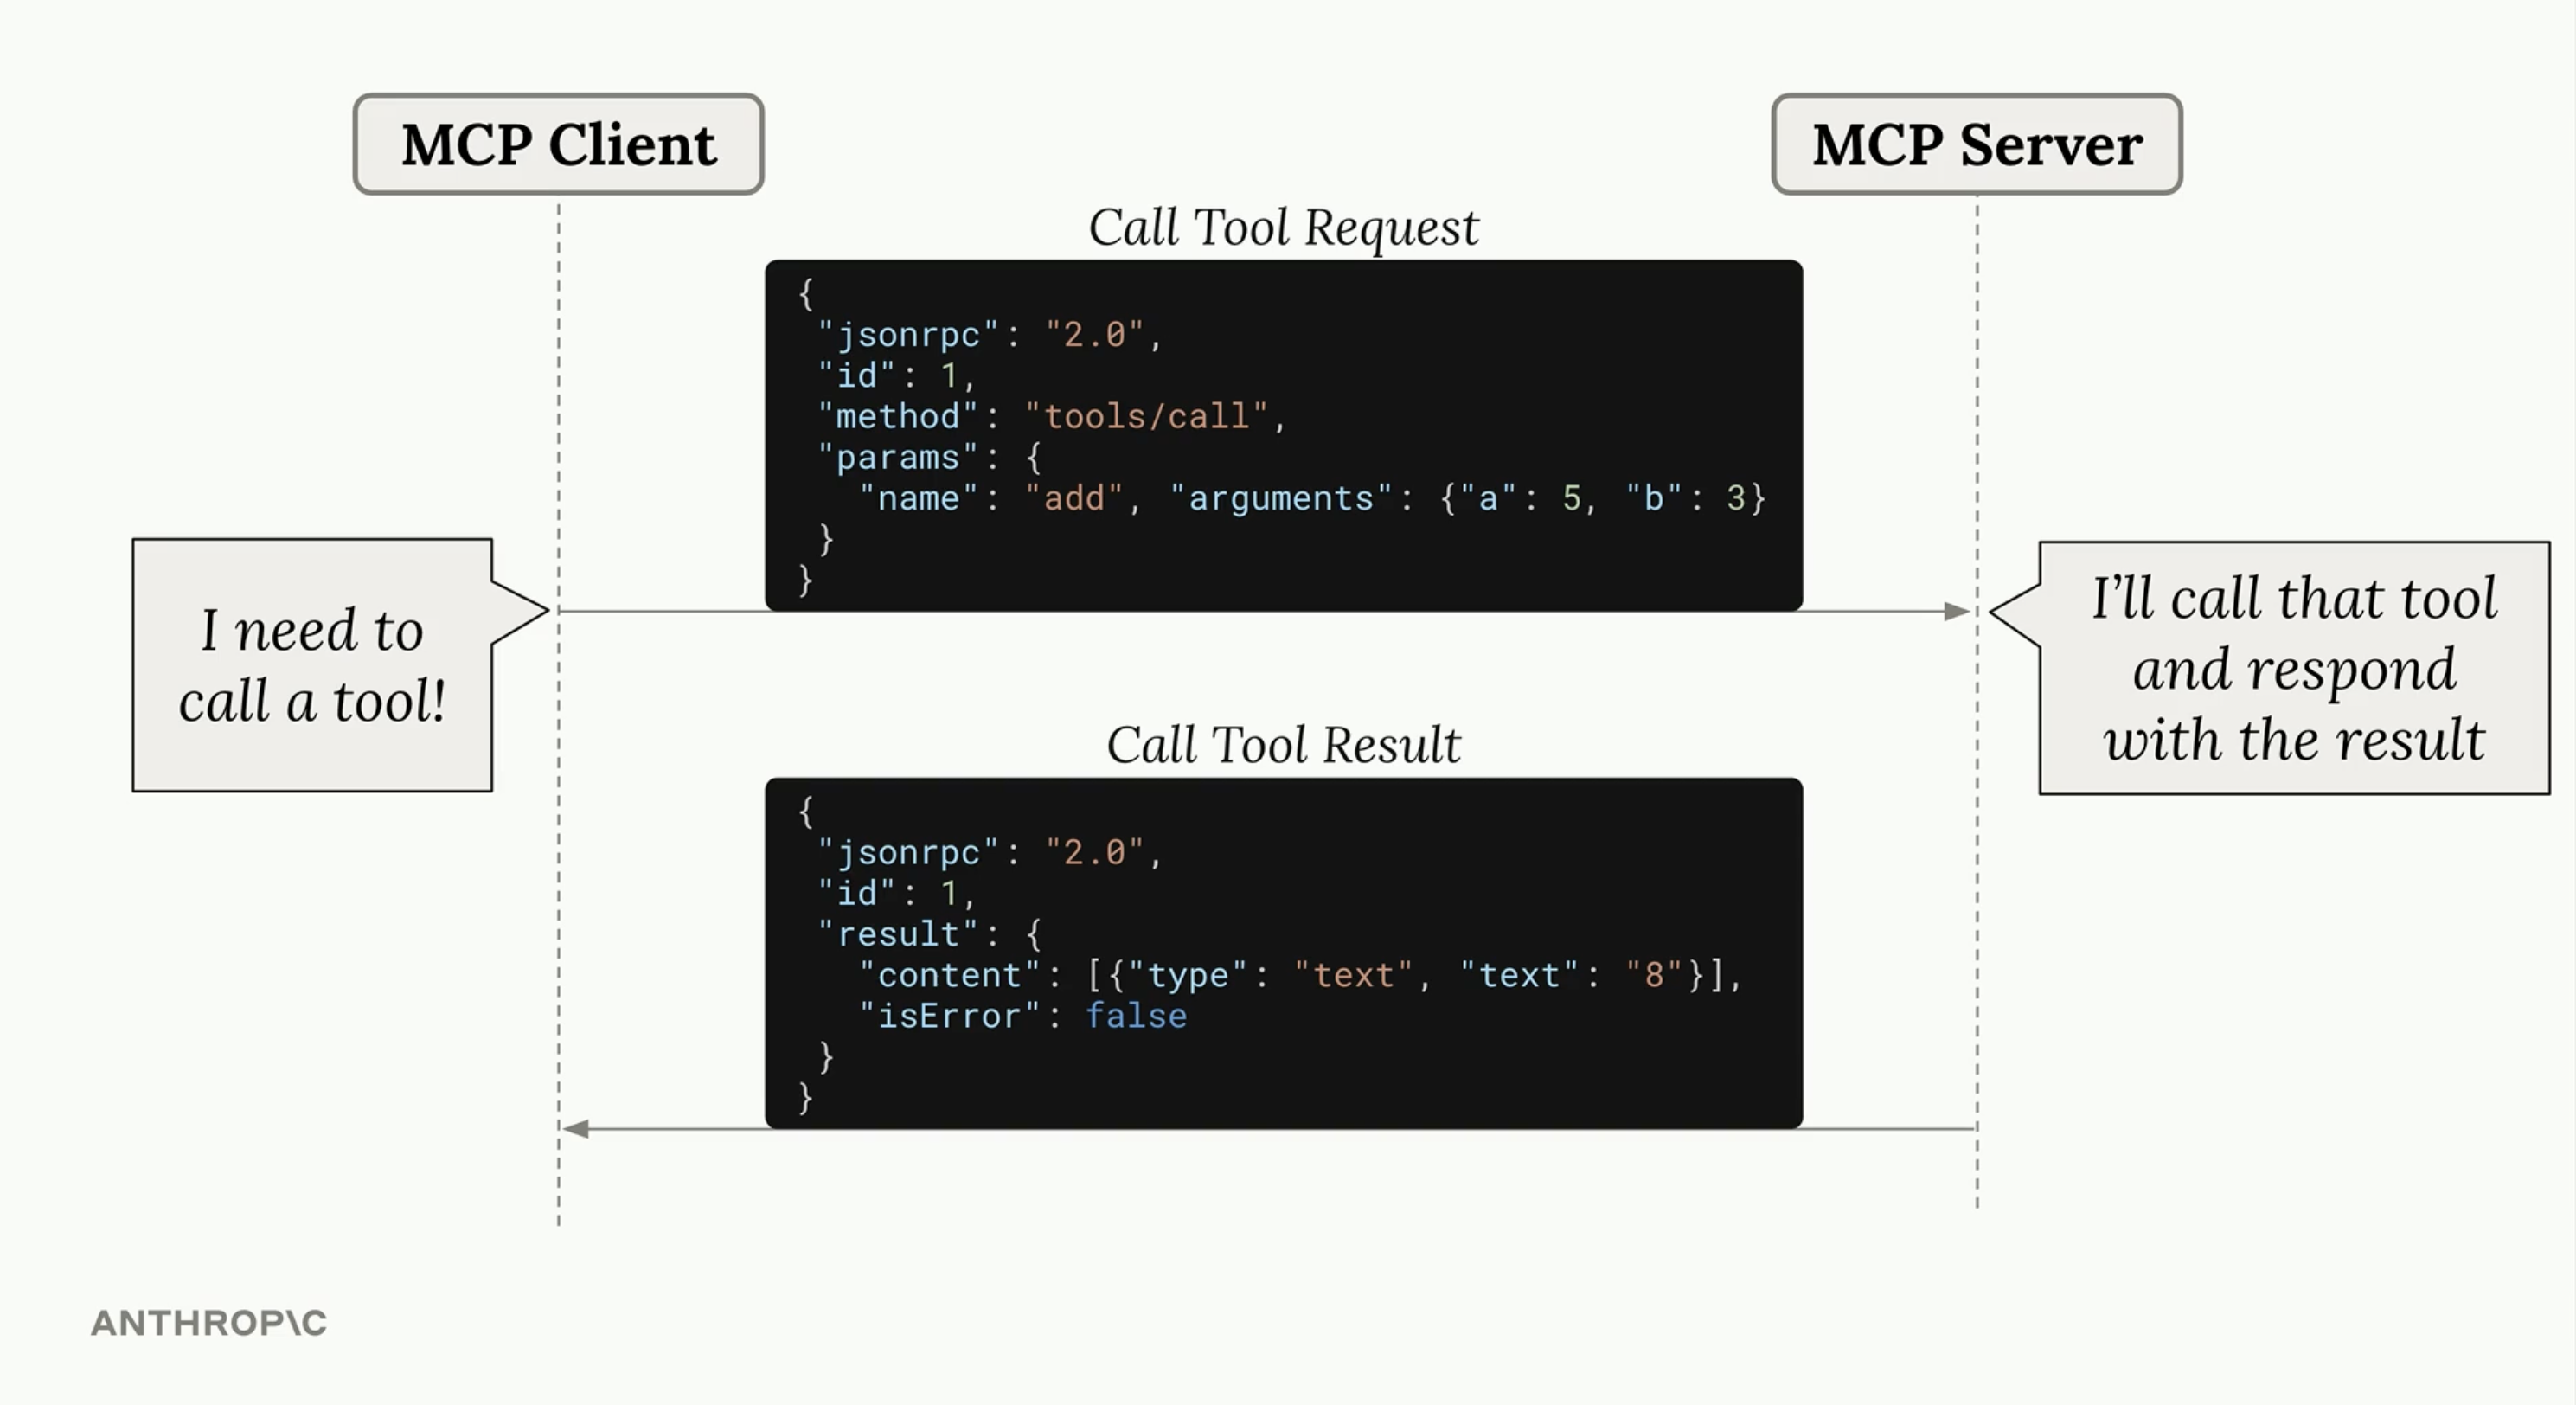 MCP Client
MCP Server
Call Tool Request
{
 "jsonrpc": "2.0",
 "id": 1,
 "method": "tools/call",
 "params": {
   "name": "add", "arguments": {"a": 5, "b": 3}
 }
}
I need to
call a tool!
I’ll call that tool
and respond
with the result
Call Tool Result
{
 "jsonrpc": "2.0",
 "id": 1,
 "result": {
   "content": [{"type": "text", "text": "8"}],
   "isError": false
 }
}
ANTHROP\C